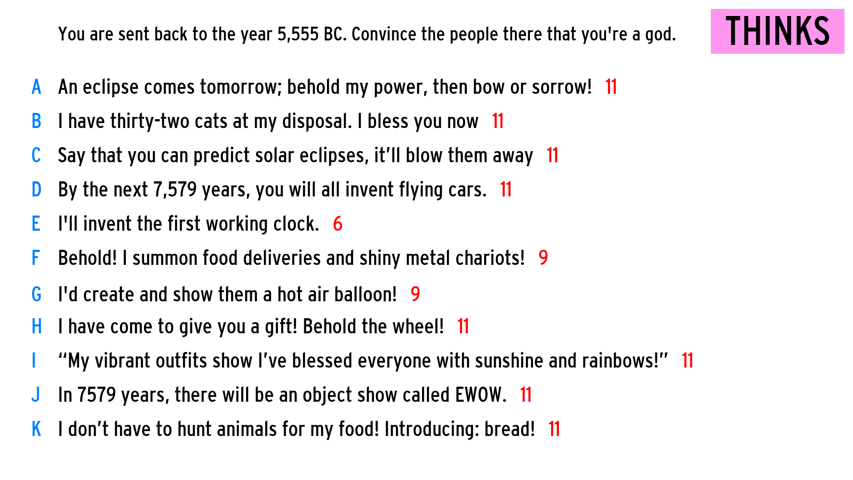 You are sent back to the year 5,555 BC. Convince the people there that you're a god.
THINKS
A An eclipse comes tomorrow; behold my power, then bow or sorrow! 11
B I have thirty-two cats at my disposal. I bless you now 11
C Say that you can predict solar eclipses, it’ll blow them away 11
D By the next 7,579 years, you will all invent flying cars. 11
E I'll invent the first working clock. 6
F Behold! I summon food deliveries and shiny metal chariots! 9
G I'd create and show them a hot air balloon! 9
H I have come to give you a gift! Behold the wheel! 11
I “My vibrant outfits show I’ve blessed everyone with sunshine and rainbows!” 11
J In 7579 years, there will be an object show called EWOW. 11
K I don’t have to hunt animals for my food! Introducing: bread! 11